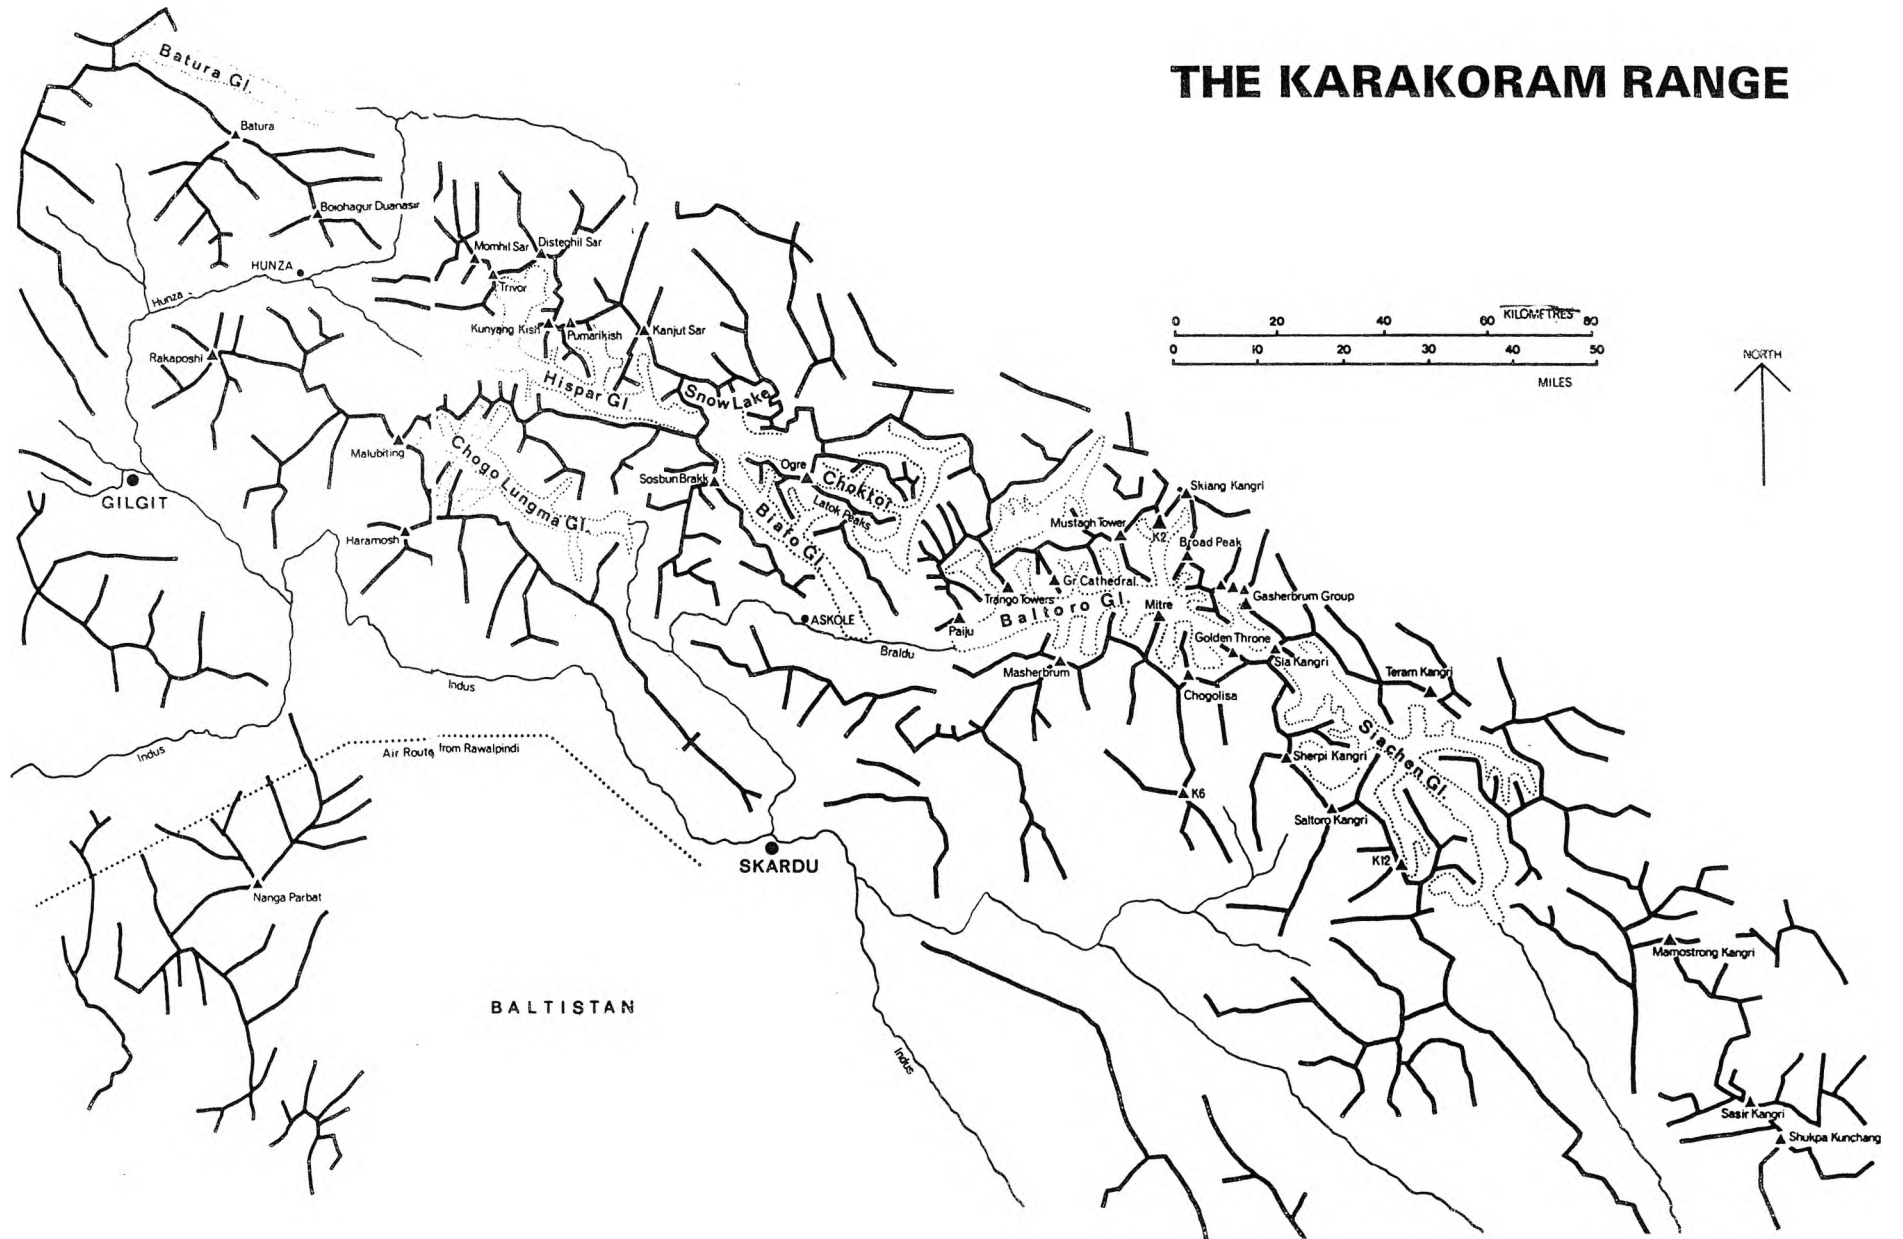 THE KARAKORAM RANGE
Batura Gl.
Batura
Bolohagur Duanasir
HUNZA
Hunza
Momhil Sar
Disteghil Sar
Trivor
Kunyang Kish
Pumarikish
Kanjut Sar
Rakaposhi
Hispar Gl.
Snow Lake
0 20 40 60 80
KILOMETRES
0 10 20 30 40 50
MILES
NORTH
Malubiting
Chogo Lungma Gl.
GILGIT
Haramosh
Sosbun Brakk
Ogre
Choktoi
Latok Peaks
Biafo Gl.
Skiang Kangri
Mustagh Tower
K2
Broad Peak
Gr Cathedral.
Trango Towers
Gasherbrum Group
Baltoro Gl.
Mitre
ASKOLE
Paiju
Braldu
Golden Throne
Sia Kangri
Masherbrum
Chogolisa
Teram Kangri
Indus
Indus
Air Route from Rawalpindi
Siachen Gl.
Sherpi Kangri
K6
Saltoro Kangri
K12
SKARDU
Nanga Parbat
Mamostrong Kangri
BALTISTAN
Indus
Sasir Kangri
Shukpa Kunchang